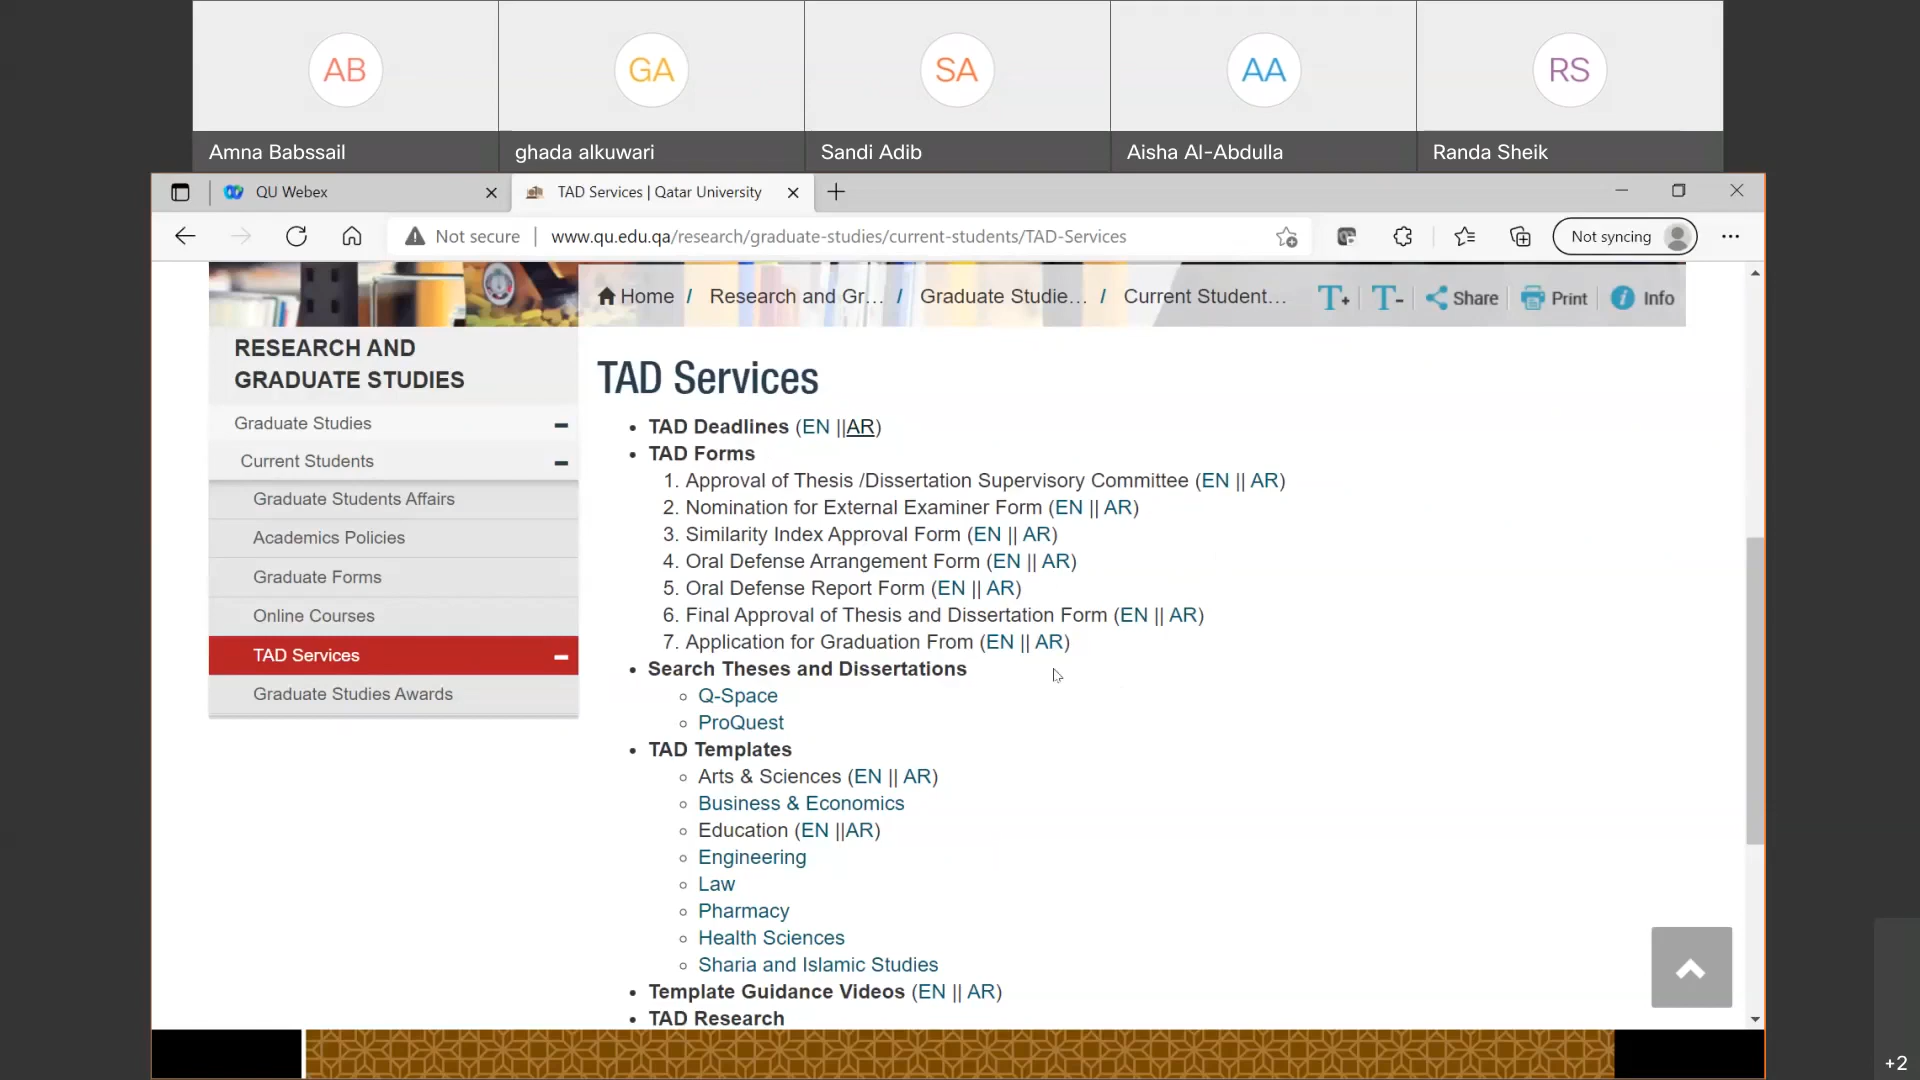 AB
GA
SA
AA
RS
Amna Babssail
ghada alkuwari
Sandi Adib
Aisha Al-Abdulla
Randa Sheik
QU Webex
TAD Services | Qatar University
Not secure | www.qu.edu.qa/research/graduate-studies/current-students/TAD-Services
Not syncing
Home / Research and Gr... / Graduate Studie... / Current Student...
T+ T- Share Print Info
RESEARCH AND
GRADUATE STUDIES
Graduate Studies
Current Students
Graduate Students Affairs
Academics Policies
Graduate Forms
Online Courses
TAD Services
Graduate Studies Awards
TAD Services
• TAD Deadlines (EN ||AR)
• TAD Forms
1. Approval of Thesis /Dissertation Supervisory Committee (EN || AR)
2. Nomination for External Examiner Form (EN || AR)
3. Similarity Index Approval Form (EN || AR)
4. Oral Defense Arrangement Form (EN || AR)
5. Oral Defense Report Form (EN || AR)
6. Final Approval of Thesis and Dissertation Form (EN || AR)
7. Application for Graduation From (EN || AR)
• Search Theses and Dissertations
◦ Q-Space
◦ ProQuest
• TAD Templates
◦ Arts & Sciences (EN || AR)
◦ Business & Economics
◦ Education (EN ||AR)
◦ Engineering
◦ Law
◦ Pharmacy
◦ Health Sciences
◦ Sharia and Islamic Studies
• Template Guidance Videos (EN || AR)
• TAD Research
+2